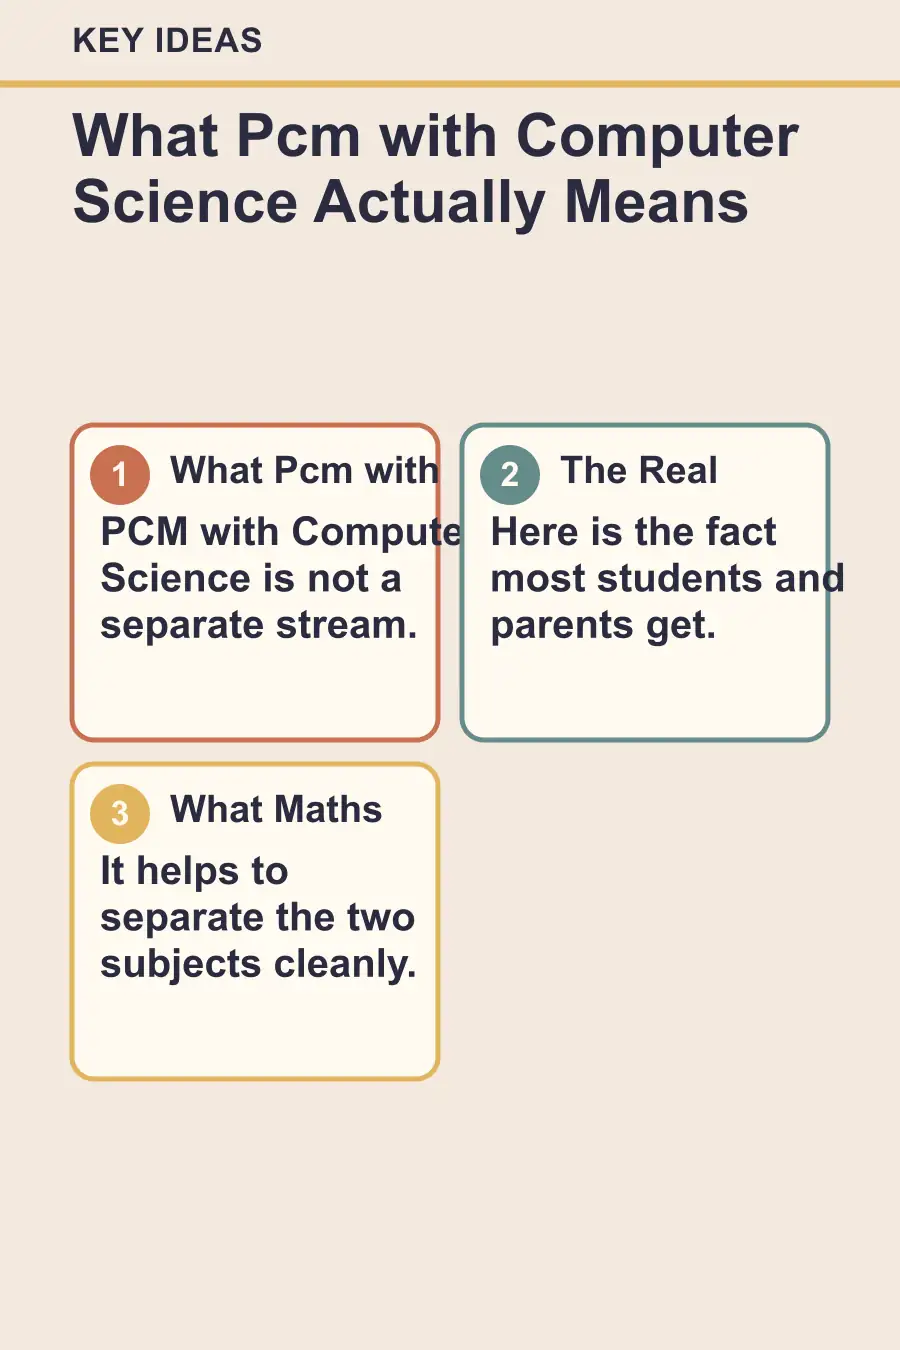 KEY IDEAS
What Pcm with Computer
Science Actually Means
1
What Pcm with
PCM with Compute
Science is not a
separate stream.
2
The Real
Here is the fact
most students and
parents get.
3
What Maths
It helps to
separate the two
subjects cleanly.